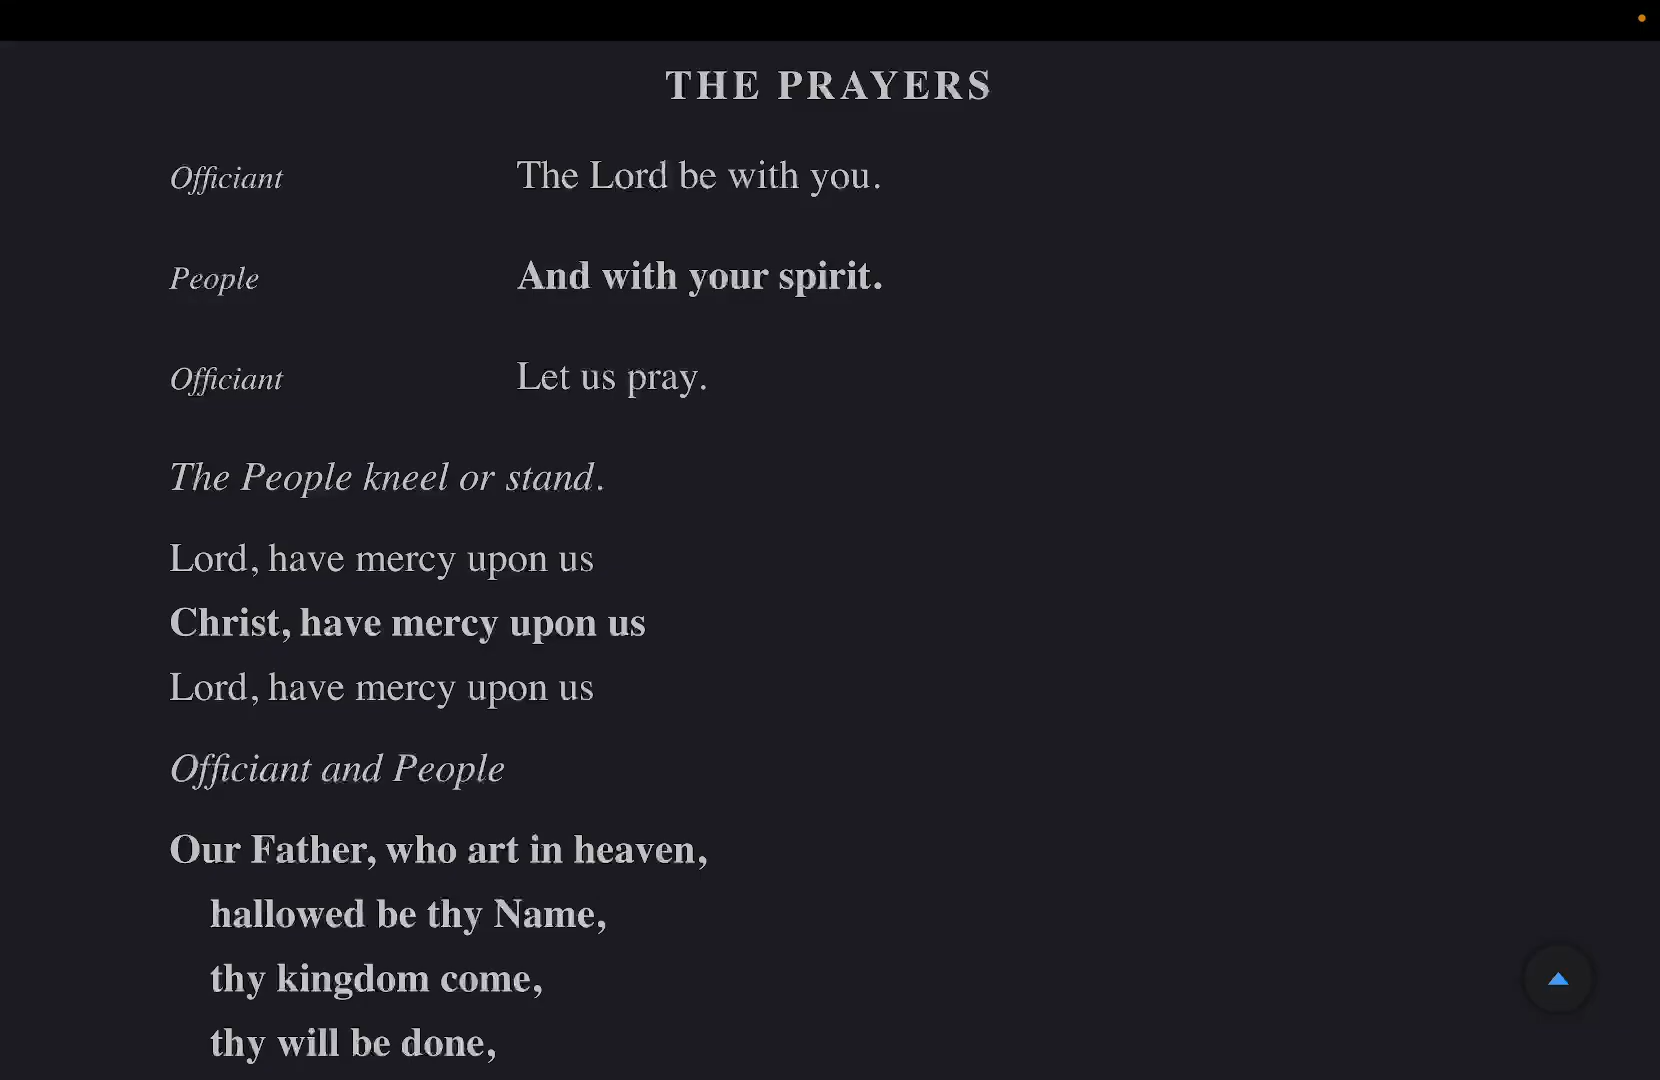 THE PRAYERS
Officiant The Lord be with you.
People And with your spirit.
Officiant Let us pray.
The People kneel or stand.
Lord, have mercy upon us
Christ, have mercy upon us
Lord, have mercy upon us
Officiant and People
Our Father, who art in heaven,
hallowed be thy Name,
thy kingdom come,
thy will be done,